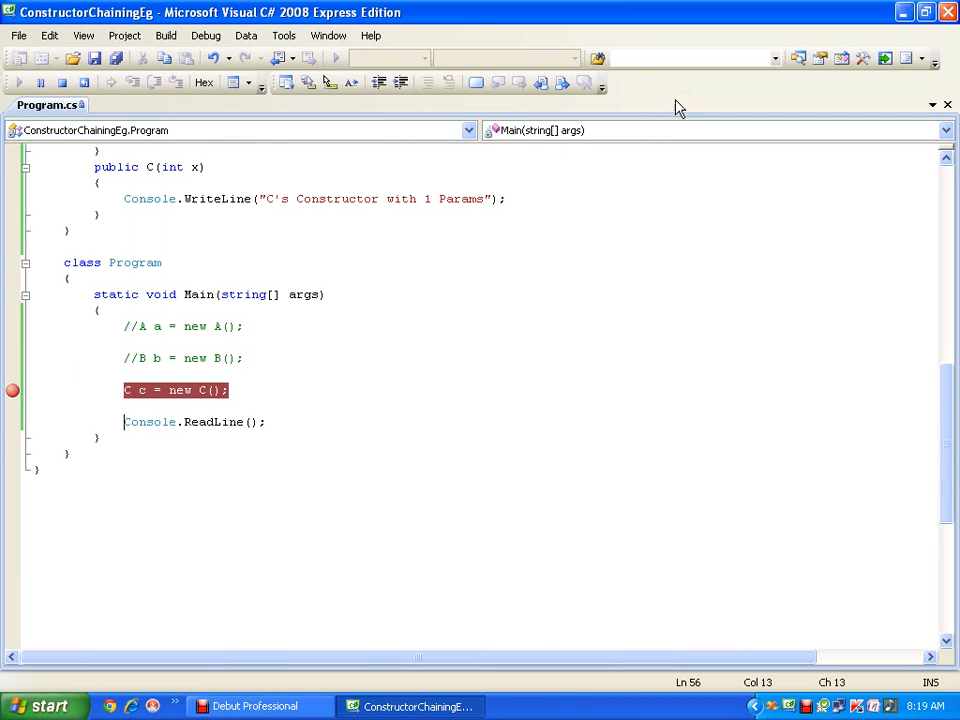 ConstructorChainingEg - Microsoft Visual C# 2008 Express Edition
File Edit View Project Build Debug Data Tools Window Help
Hex
Program.cs
ConstructorChainingEg.Program
Main(string[] args)
}
public C(int x)
{
Console.WriteLine("C's Constructor with 1 Params");
}
}
class Program
{
static void Main(string[] args)
{
//A a = new A();
//B b = new B();
C c = new C();
Console.ReadLine();
}
}
}
Ln 56 Col 13 Ch 13 INS
start
Debut Professional
ConstructorChainingE...
8:19 AM